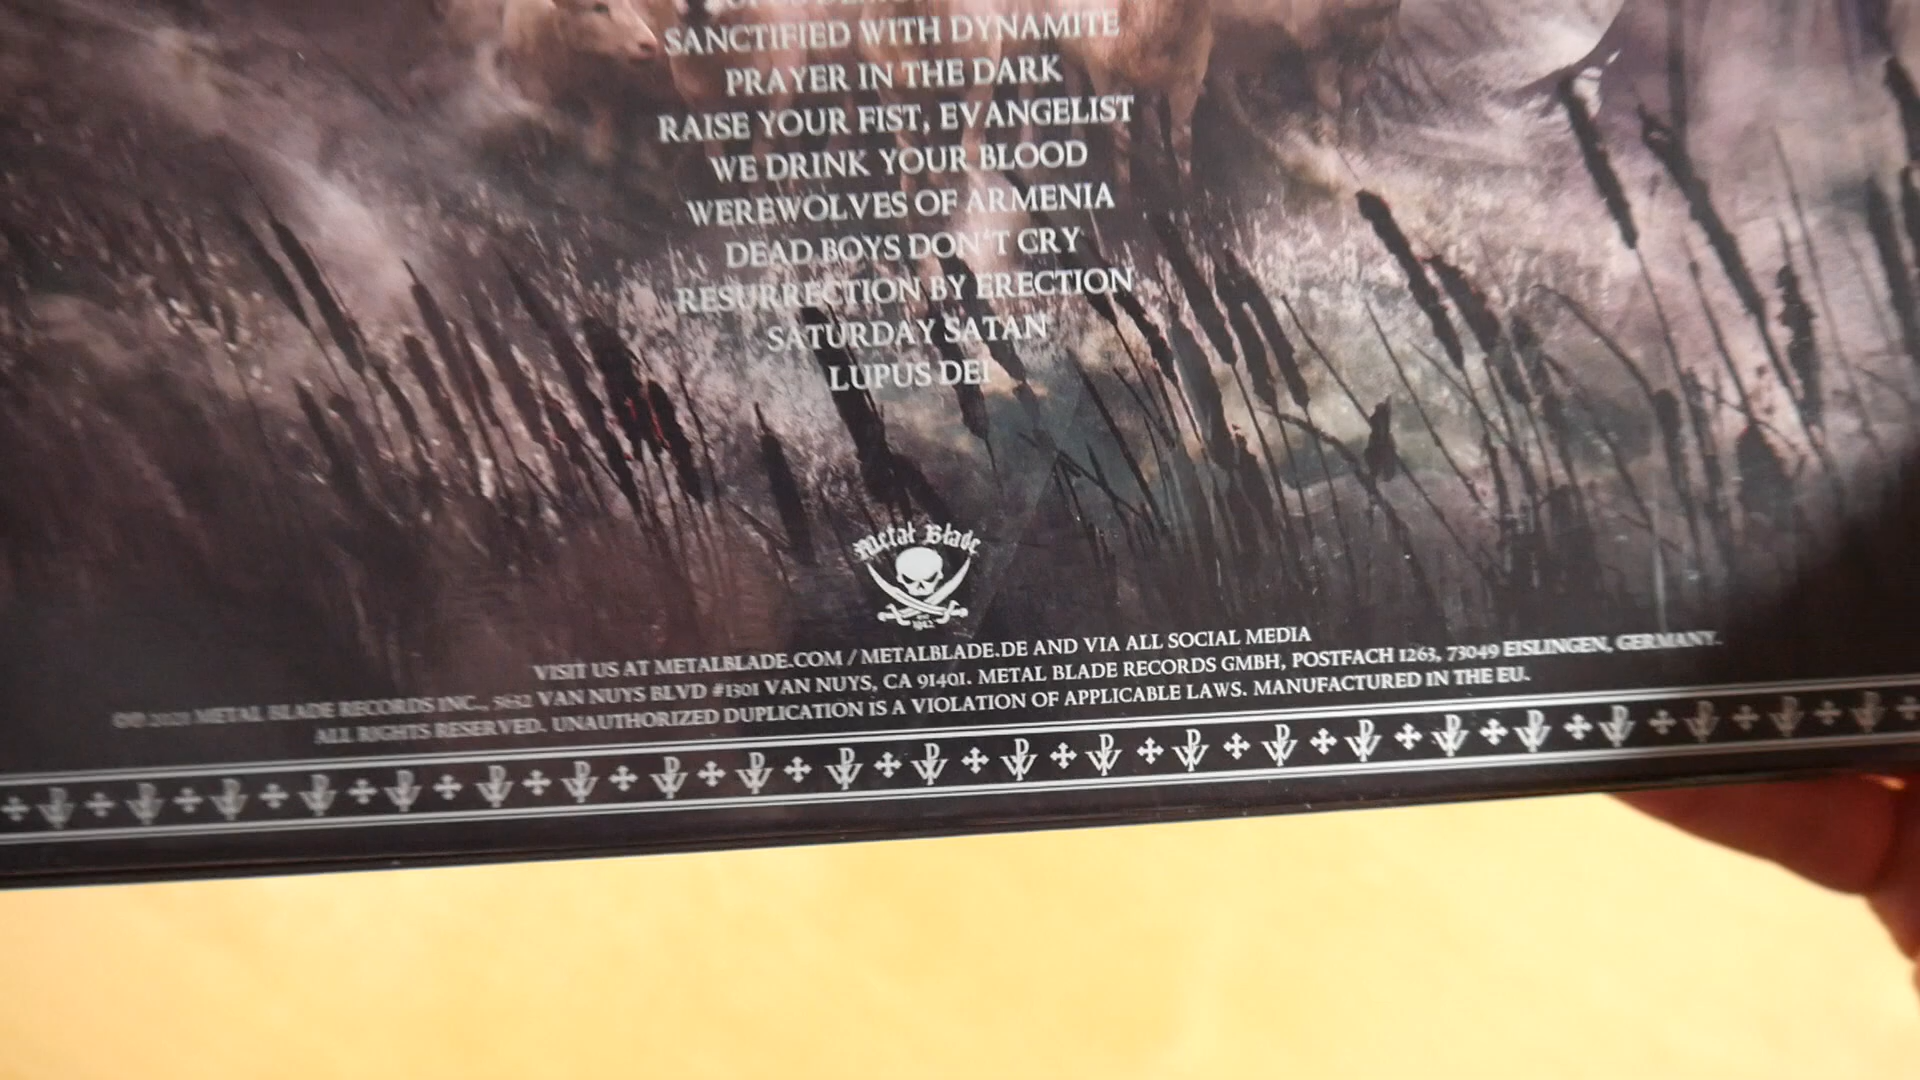 SANCTIFIED WITH DYNAMITE
PRAYER IN THE DARK
RAISE YOUR FIST, EVANGELIST
WE DRINK YOUR BLOOD
WEREWOLVES OF ARMENIA
DEAD BOYS DON'T CRY
RESURRECTION BY ERECTION
SATURDAY SATAN
LUPUS DEI
Metal Blade
VISIT US AT METALBLADE.COM / METALBLADE.DE AND VIA ALL SOCIAL MEDIA
METAL BLADE RECORDS INC., VAN NUYS BLVD #1301 VAN NUYS, CA 91401. METAL BLADE RECORDS GMBH, POSTFACH 1263, 73049 EISLINGEN, GERMANY.
ALL RIGHTS RESERVED. UNAUTHORIZED DUPLICATION IS A VIOLATION OF APPLICABLE LAWS. MANUFACTURED IN THE EU.